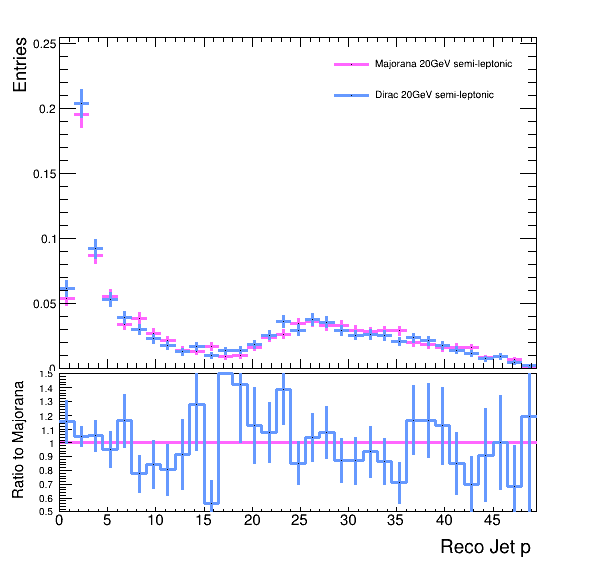 0.25
Entries
Majorana 20GeV semi-leptonic
Dirac 20GeV semi-leptonic
0.2
0.15
0.1
0.05
0
1.5
1.4
1.3
1.2
1.1
1
0.9
0.8
0.7
0.6
0.5
Ratio to Majorana
0 5 10 15 20 25 30 35 40 45
Reco Jet p